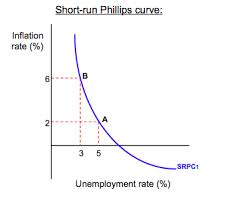 Short-run Phillips curve:
Inflation
rate (%)
6
B
2
A
3 5
SRPC1
Unemployment rate (%)